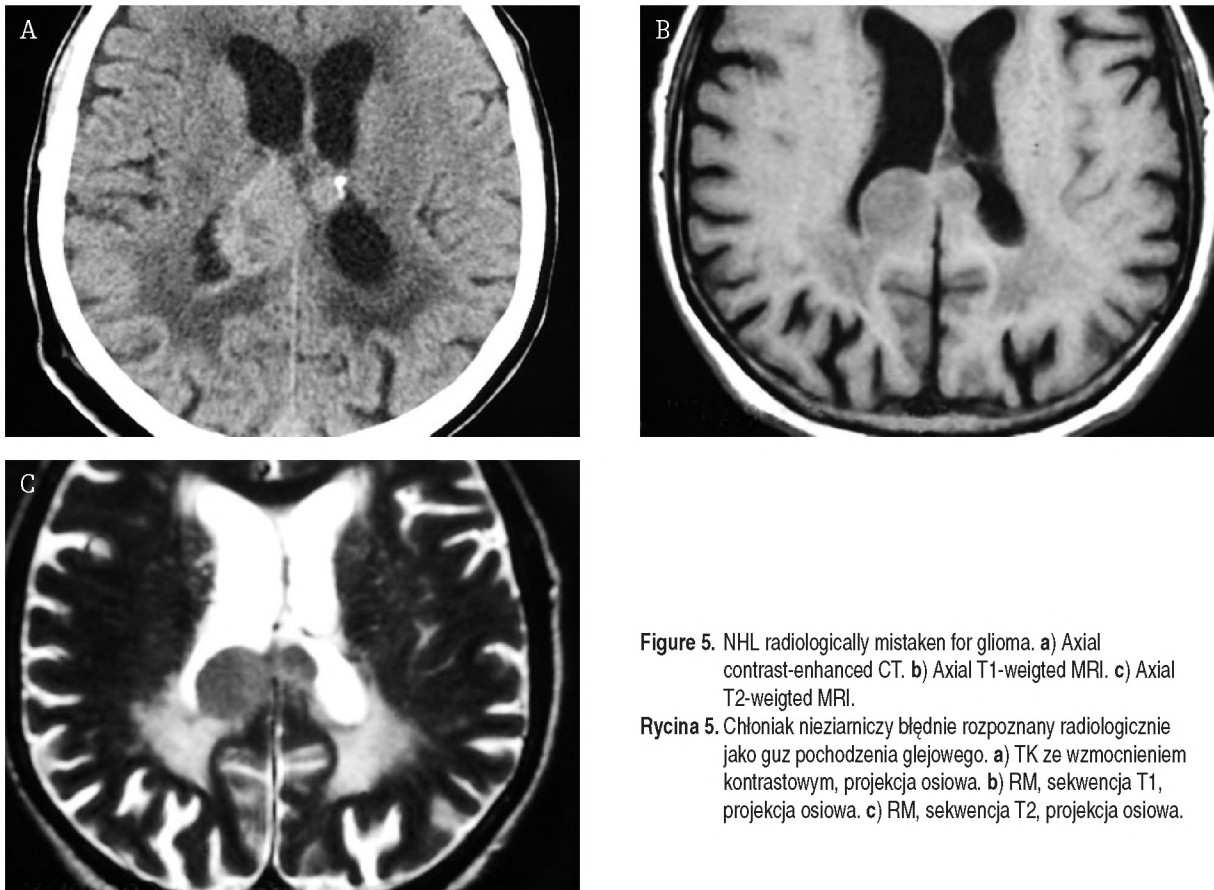 A
B
C
Figure 5. NHL radiologically mistaken for glioma. a) Axial
contrast-enhanced CT. b) Axial T1-weigted MRI. c) Axial
T2-weigted MRI.
Rycina 5. Chłoniak nieziarniczy błędnie rozpoznany radiologicznie
jako guz pochodzenia glejowego. a) TK ze wzmocnieniem
kontrastowym, projekcja osiowa. b) RM, sekwencja T1,
projekcja osiowa. c) RM, sekwencja T2, projekcja osiowa.